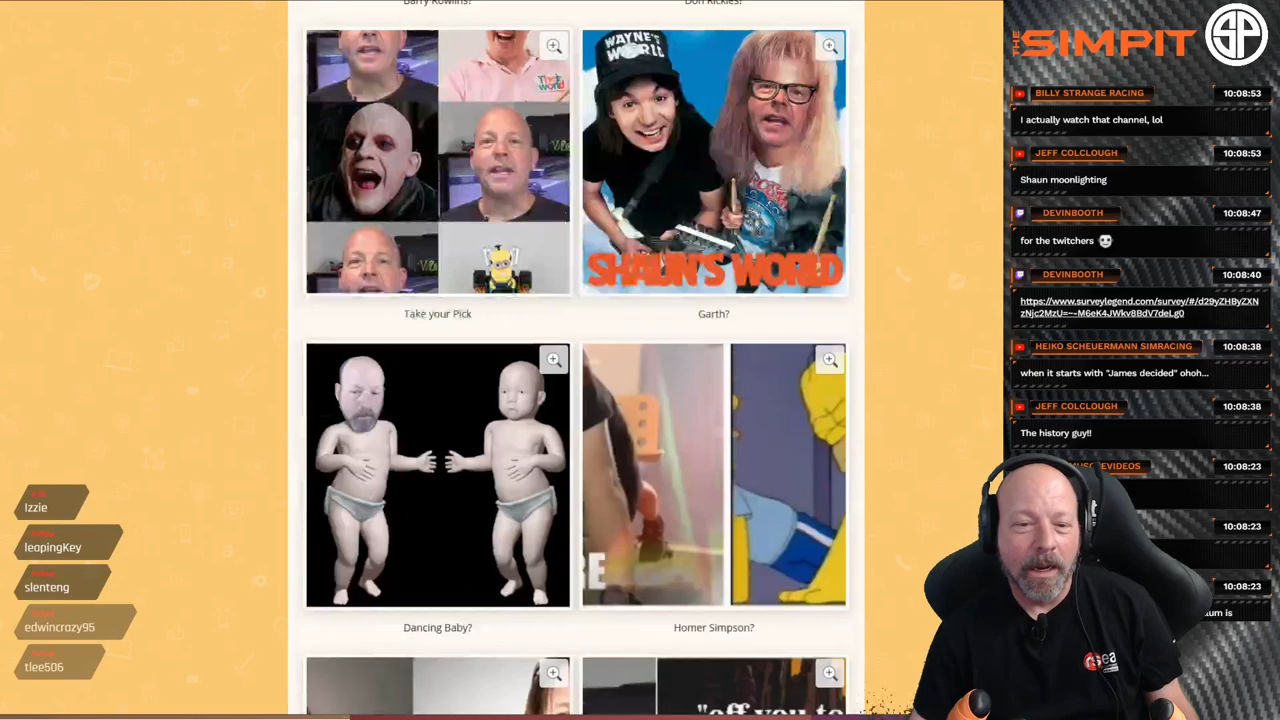 Barry Rowlins?
Don Rickles?
WAYNE'S
WORLD
SHAUN'S WORLD
Take your Pick
Garth?
Dancing Baby?
Homer Simpson?
"off you to
Izzie
leapingKey
slenteng
edwincrazy95
tlee506
THE SIMPIT SP
BILLY STRANGE RACING 10:08:53
I actually watch that channel, lol
JEFF COLCLOUGH 10:08:53
Shaun moonlighting
DEVINBOOTH 10:08:47
for the twitchers
DEVINBOOTH 10:08:40
https://www.surveylegend.com/survey/#/d29yZHByZXN
zNjc2MzU=~-M6eK4JWkv8BdV7deLg0
HEIKO SCHEUERMANN SIMRACING 10:08:38
when it starts with "James decided" ohoh...
JEFF COLCLOUGH 10:08:38
The history guy!!
10:08:23
10:08:23
10:08:23